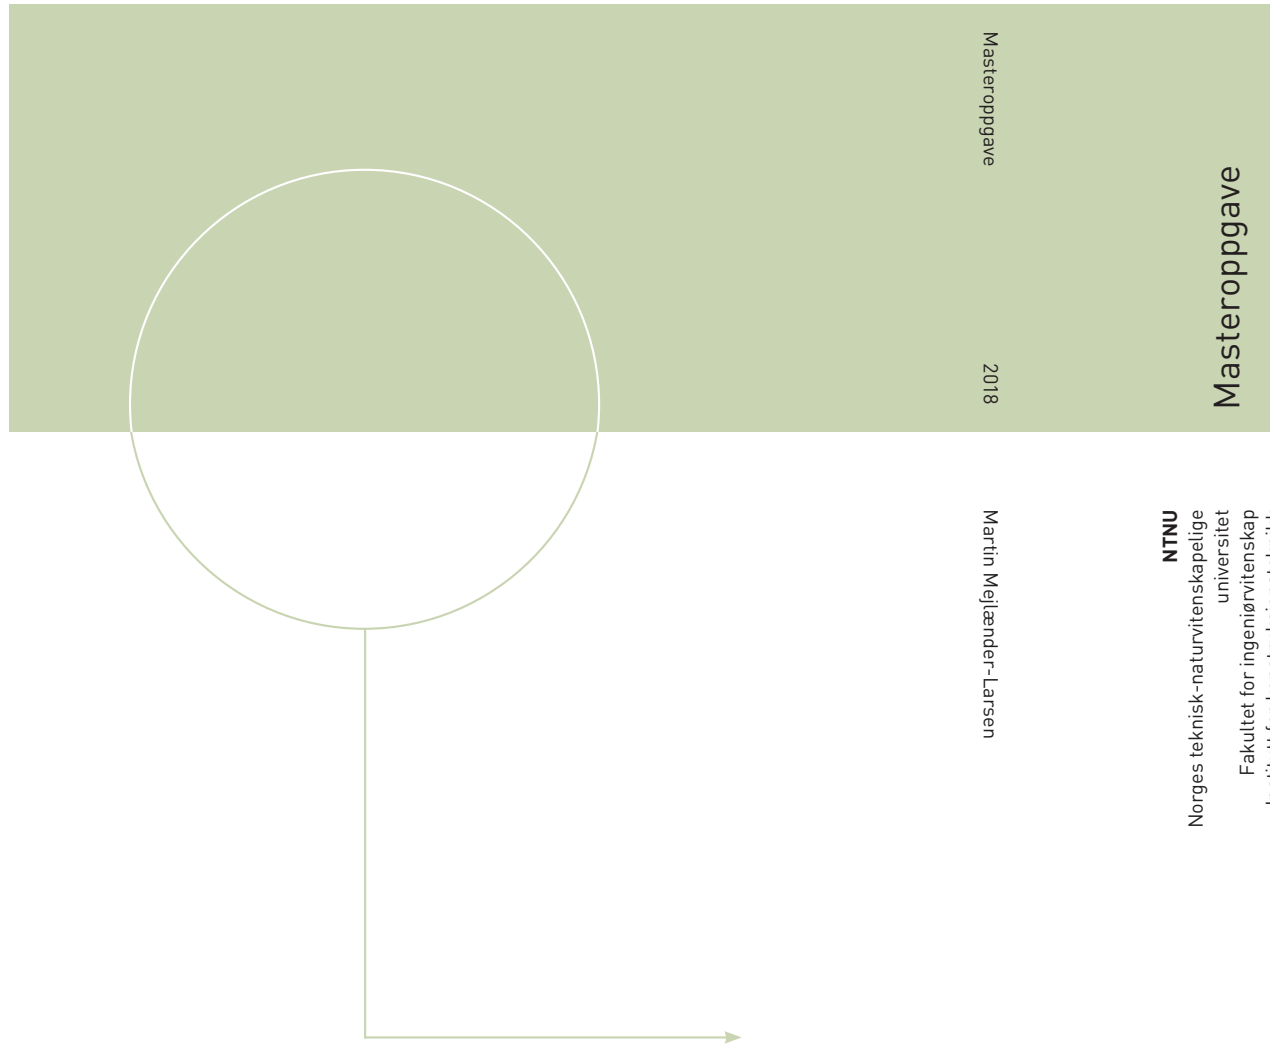 Masteroppgave
2018
Martin Mejlænder-Larsen
Masteroppgave
NTNU
Norges teknisk-naturvitenskapelige
universitet
Fakultet for ingeniørvitenskap